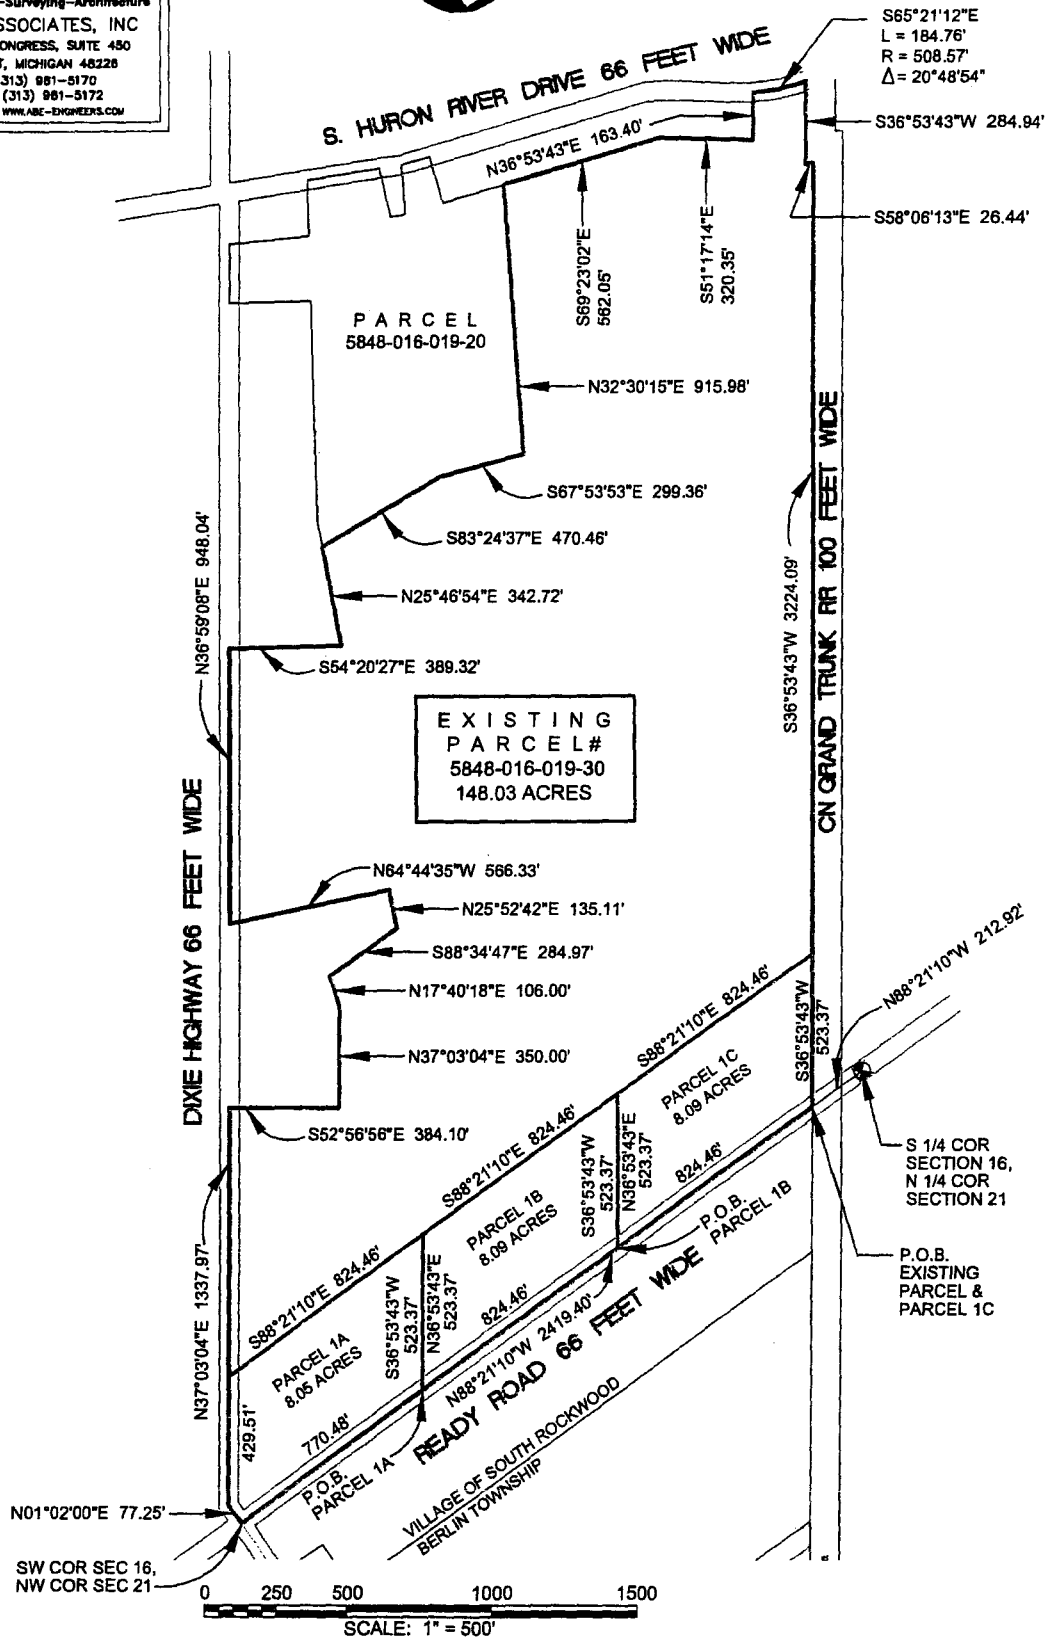 SSOCIATES, INC
ONGRESS, SUITE 450
T, MICHIGAN 48226
(313) 961-5170
(313) 961-5172
WWW.ABE-ENGINEERS.COM
S. HURON RIVER DRIVE 66 FEET WIDE
S65°21'12"E
L = 184.76'
R = 508.57'
Δ = 20°48'54"
S36°53'43"W 284.94'
N36°53'43"E 163.40'
S58°06'13"E 26.44'
S69°23'02"E
562.05'
S51°17'14"E
320.35'
PARCEL
5848-016-019-20
N32°30'15"E 915.98'
S67°53'53"E 299.36'
S83°24'37"E 470.46'
N25°46'54"E 342.72'
N36°59'08"E 948.04'
S54°20'27"E 389.32'
S36°53'43"W 3224.09'
CN GRAND TRUNK RR 100 FEET WIDE
EXISTING
PARCEL#
5848-016-019-30
148.03 ACRES
DIXIE HIGHWAY 66 FEET WIDE
N64°44'35"W 566.33'
N25°52'42"E 135.11'
S88°34'47"E 284.97'
N17°40'18"E 106.00'
N37°03'04"E 350.00'
S52°56'56"E 384.10'
N88°21'10"W 212.92'
S88°21'10"E 824.46'
S36°53'43"W
523.37'
PARCEL 1C
8.09 ACRES
824.46'
S 1/4 COR
SECTION 16,
N 1/4 COR
SECTION 21
S88°21'10"E 824.46'
S36°53'43"W
523.37'
N36°53'43"E
523.37'
PARCEL 1B
8.09 ACRES
824.46'
P.O.B.
PARCEL 1B
P.O.B.
EXISTING
PARCEL &
PARCEL 1C
N37°03'04"E 1337.97'
S88°21'10"E 824.46'
S36°53'43"W
523.37'
N36°53'43"E
523.37'
PARCEL 1A
8.05 ACRES
770.48'
429.51'
N88°21'10"W 2419.40'
READY ROAD 66 FEET WIDE
P.O.B.
PARCEL 1A
VILLAGE OF SOUTH ROCKWOOD
BERLIN TOWNSHIP
N01°02'00"E 77.25'
SW COR SEC 16,
NW COR SEC 21
0 250 500 1000 1500
SCALE: 1" = 500'